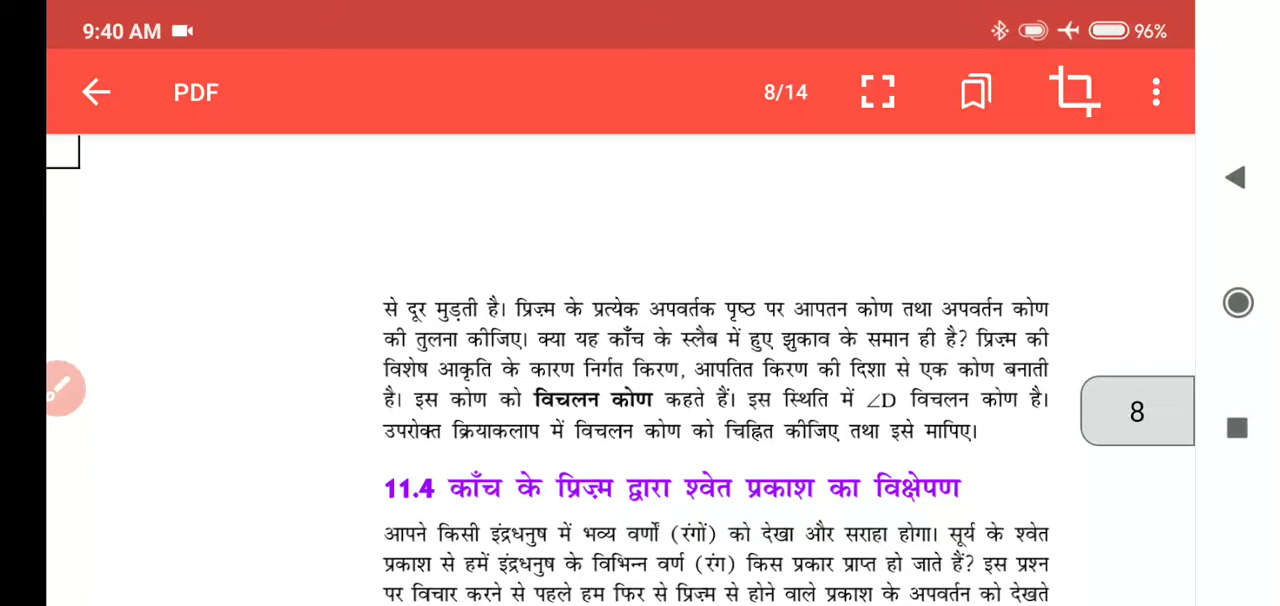 9:40 AM
96%
PDF
8/14
से दूर मुड़ती है। प्रिज़्म के प्रत्येक अपवर्तक पृष्ठ पर आपतन कोण तथा अपवर्तन कोण
की तुलना कीजिए। क्या यह काँच के स्लैब में हुए झुकाव के समान ही है? प्रिज़्म की
विशेष आकृति के कारण निर्गत किरण, आपतित किरण की दिशा से एक कोण बनाती
है। इस कोण को विचलन कोण कहते हैं। इस स्थिति में ∠D विचलन कोण है।
8
उपरोक्त क्रियाकलाप में विचलन कोण को चिह्नित कीजिए तथा इसे मापिए।
11.4 काँच के प्रिज़्म द्वारा श्वेत प्रकाश का विक्षेपण
आपने किसी इंद्रधनुष में भव्य वर्णों (रंगों) को देखा और सराहा होगा। सूर्य के श्वेत
प्रकाश से हमें इंद्रधनुष के विभिन्न वर्ण (रंग) किस प्रकार प्राप्त हो जाते हैं? इस प्रश्न
पर विचार करने से पहले हम फिर से प्रिज़्म से होने वाले प्रकाश के अपवर्तन को देखते